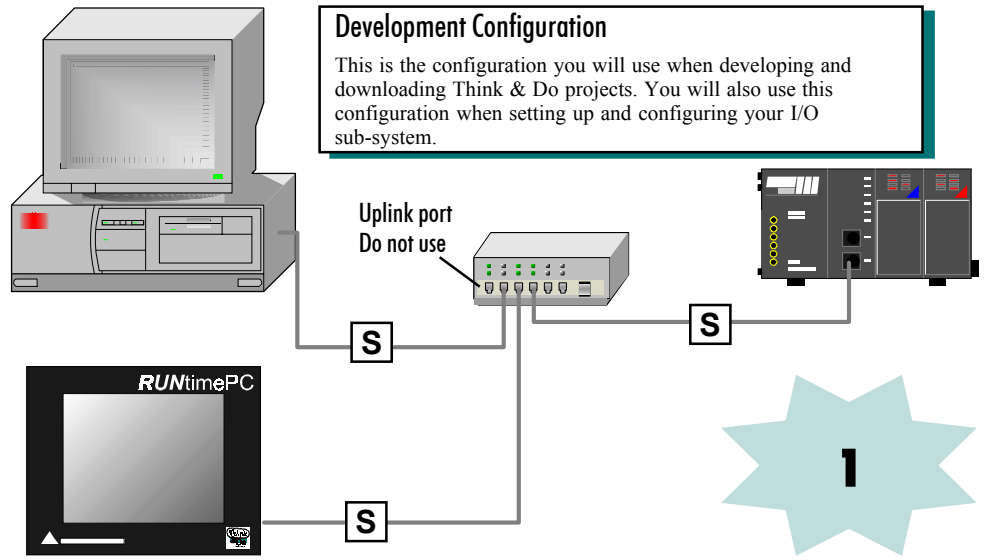 Development Configuration
This is the configuration you will use when developing and
downloading Think & Do projects. You will also use this
configuration when setting up and configuring your I/O
sub-system.
Uplink port
Do not use
S
S
RUNtimePC
S
1